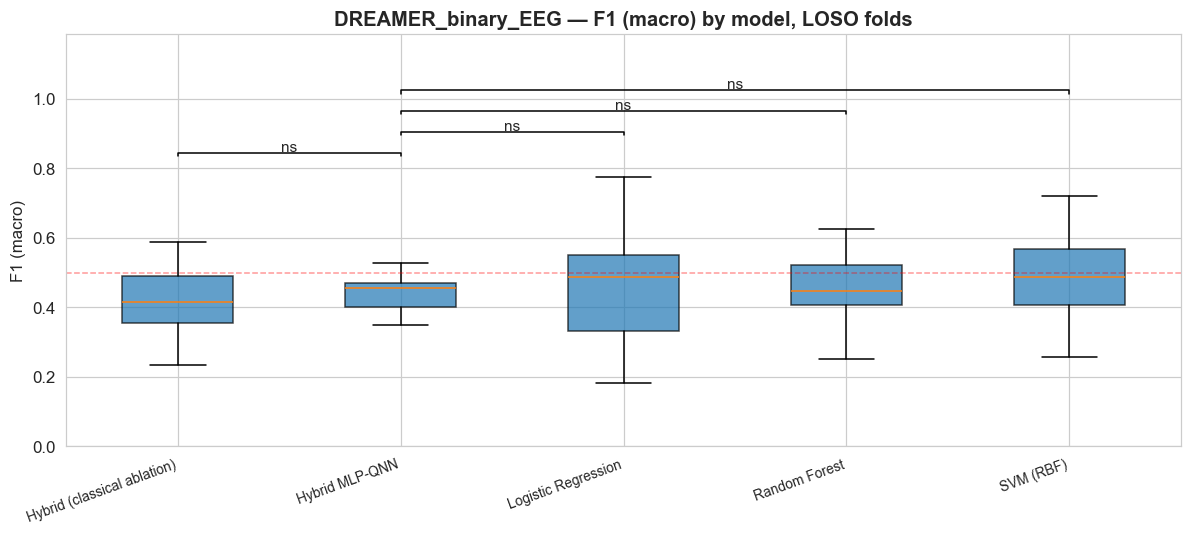 DREAMER_binary_EEG — F1 (macro) by model, LOSO folds
F1 (macro)
1.0
0.8
0.6
0.4
0.2
0.0
ns
ns
ns
ns
Hybrid (classical ablation)
Hybrid MLP-QNN
Logistic Regression
Random Forest
SVM (RBF)